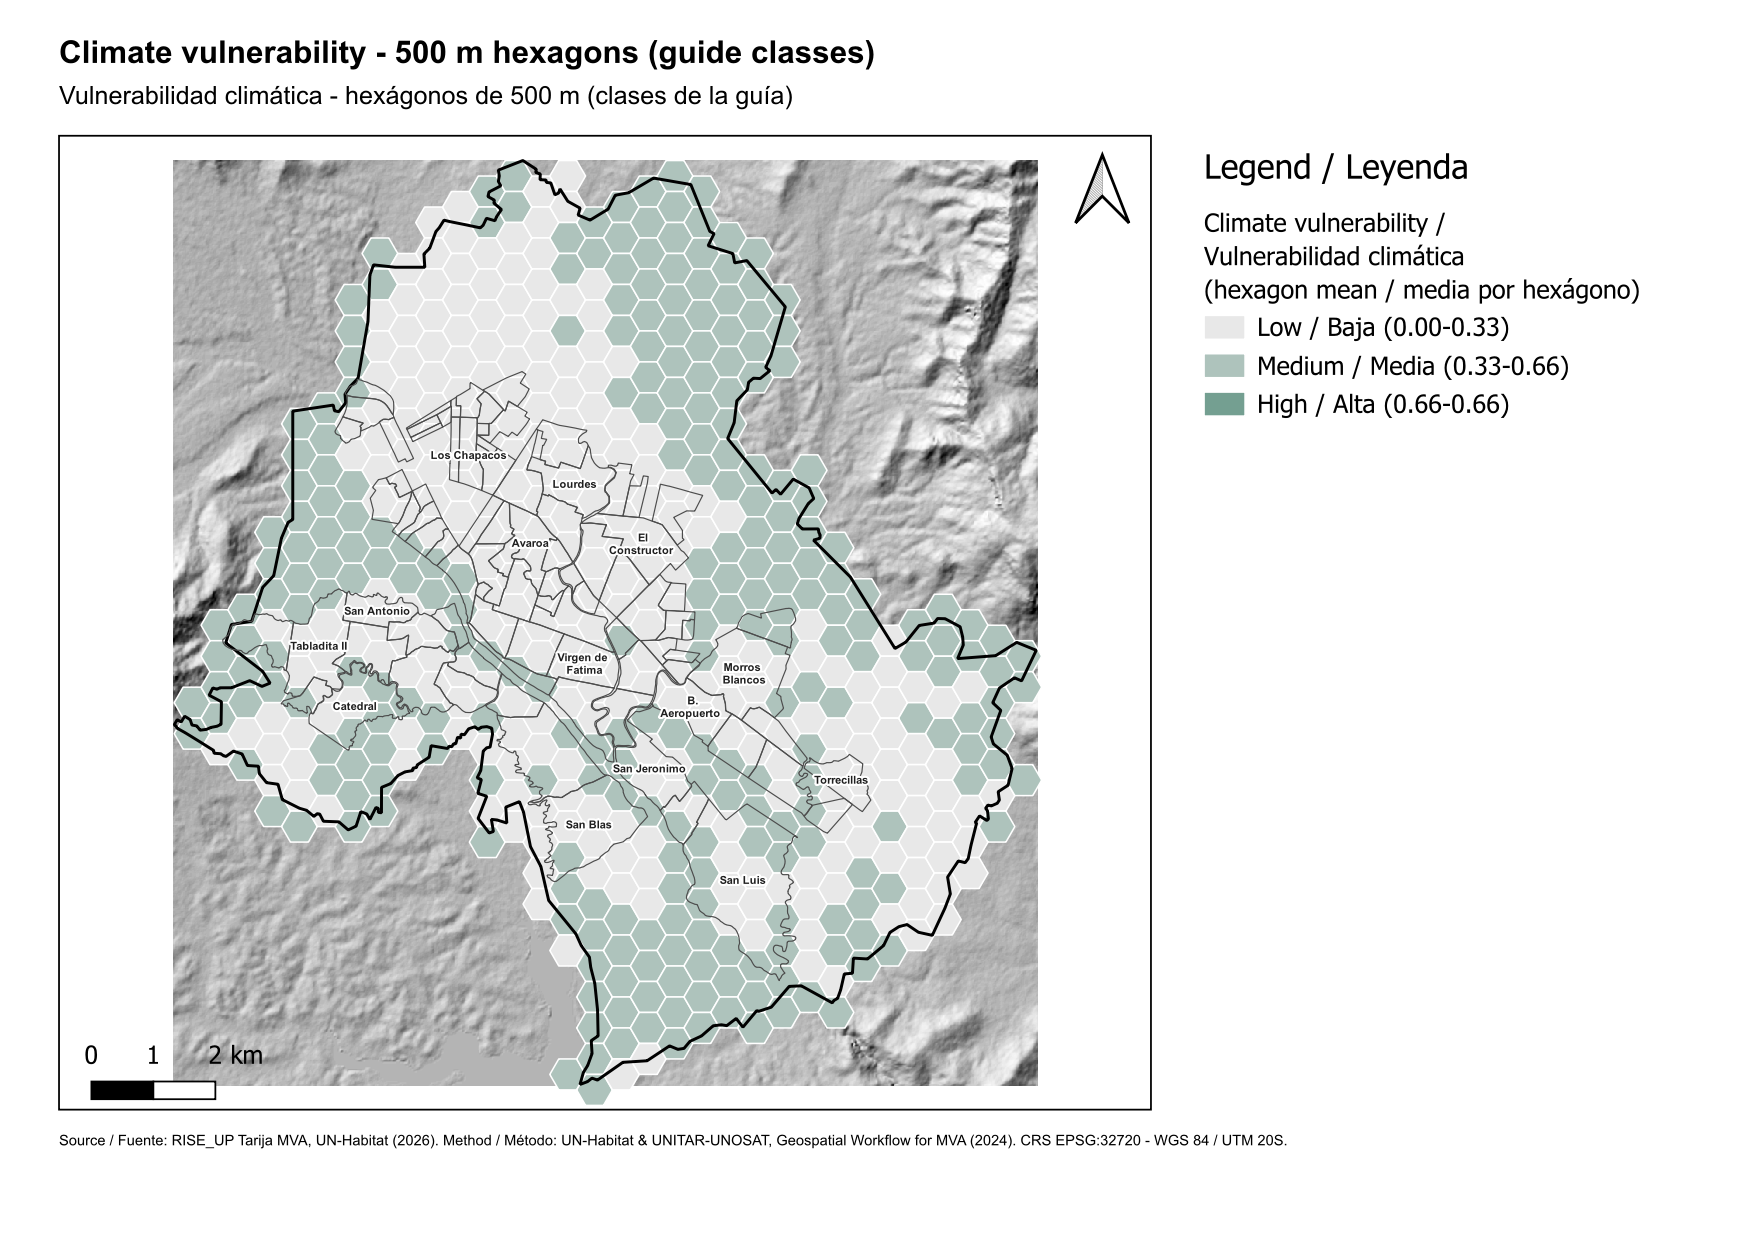 Climate vulnerability - 500 m hexagons (guide classes)
Vulnerabilidad climática - hexágonos de 500 m (clases de la guía)
Legend / Leyenda
Climate vulnerability /
Vulnerabilidad climática
(hexagon mean / media por hexágono)
Low / Baja (0.00-0.33)
Medium / Media (0.33-0.66)
High / Alta (0.66-0.66)
Los Chapacos
Lourdes
Avaroa
El
Constructor
San Antonio
Tabladita II
Virgen de
Fatima
Morros
Blancos
Catedral
B.
Aeropuerto
San Jeronimo
Torrecillas
San Blas
San Luis
0 1 2 km
Source / Fuente: RISE_UP Tarija MVA, UN-Habitat (2026). Method / Método: UN-Habitat & UNITAR-UNOSAT, Geospatial Workflow for MVA (2024). CRS EPSG:32720 - WGS 84 / UTM 20S.